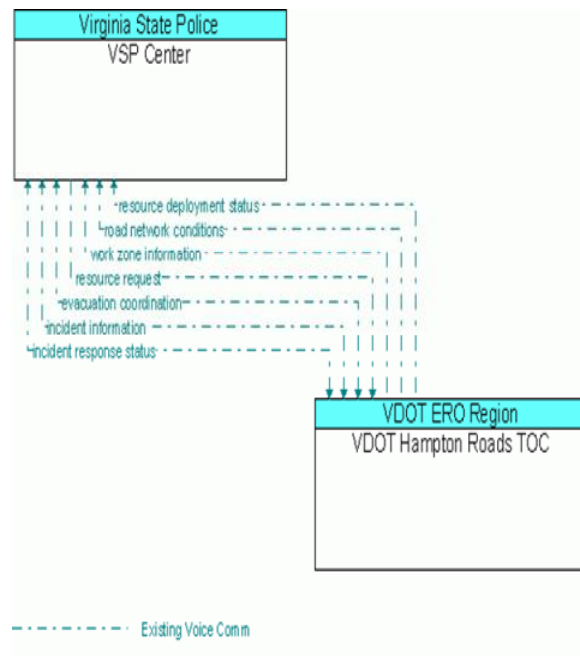 Virginia State Police
VSP Center
resource deployment status
road network conditions
work zone information
resource request
evacuation coordination
incident information
incident response status
VDOT ERO Region
VDOT Hampton Roads TOC
Existing Voice Comm